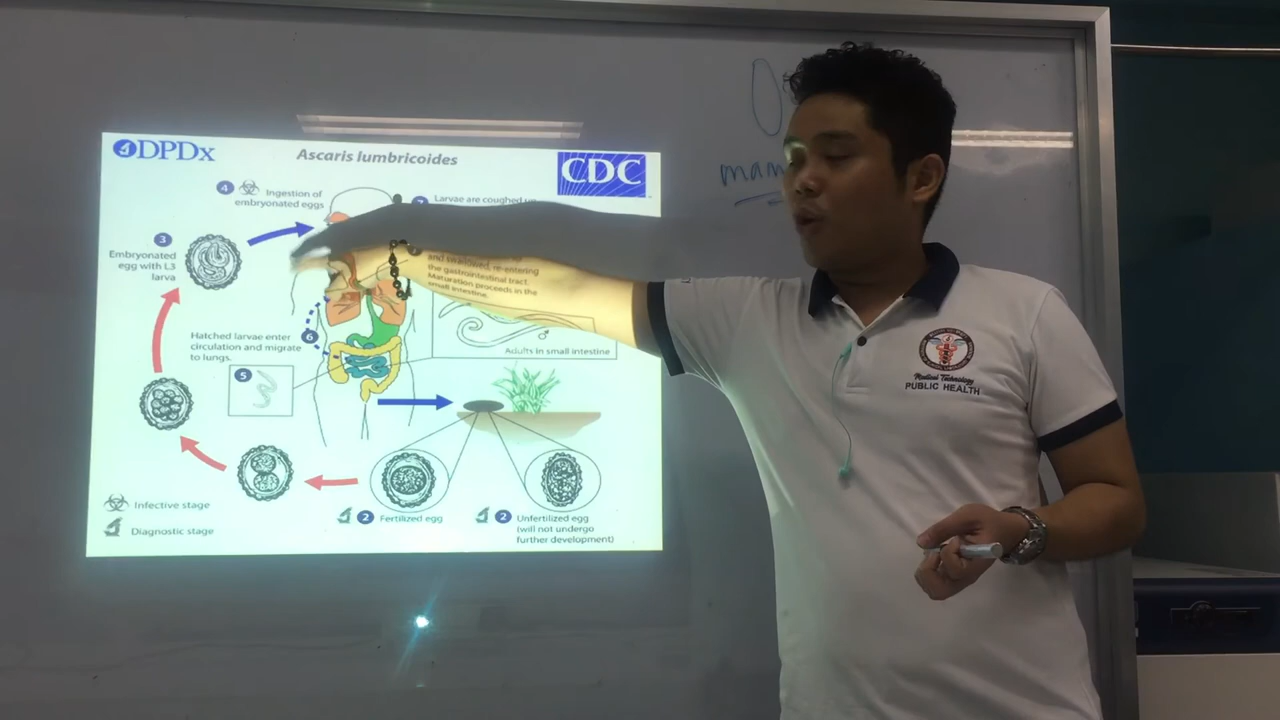 DPDx
Ascaris lumbricoides
CDC
4
Ingestion of
embryonated eggs
7
Larvae are coughed
3
Embryonated
egg with L3
larva
and swallowed, re-entering
the gastrointestinal tract.
Maturation proceeds in the
small intestine.
Hatched larvae enter
circulation and migrate
to lungs.
6
Adults in small intestine
5
Infective stage
Diagnostic stage
2 Fertilized egg
2 Unfertilized egg
(will not undergo
further development)
Medical Technology
PUBLIC HEALTH